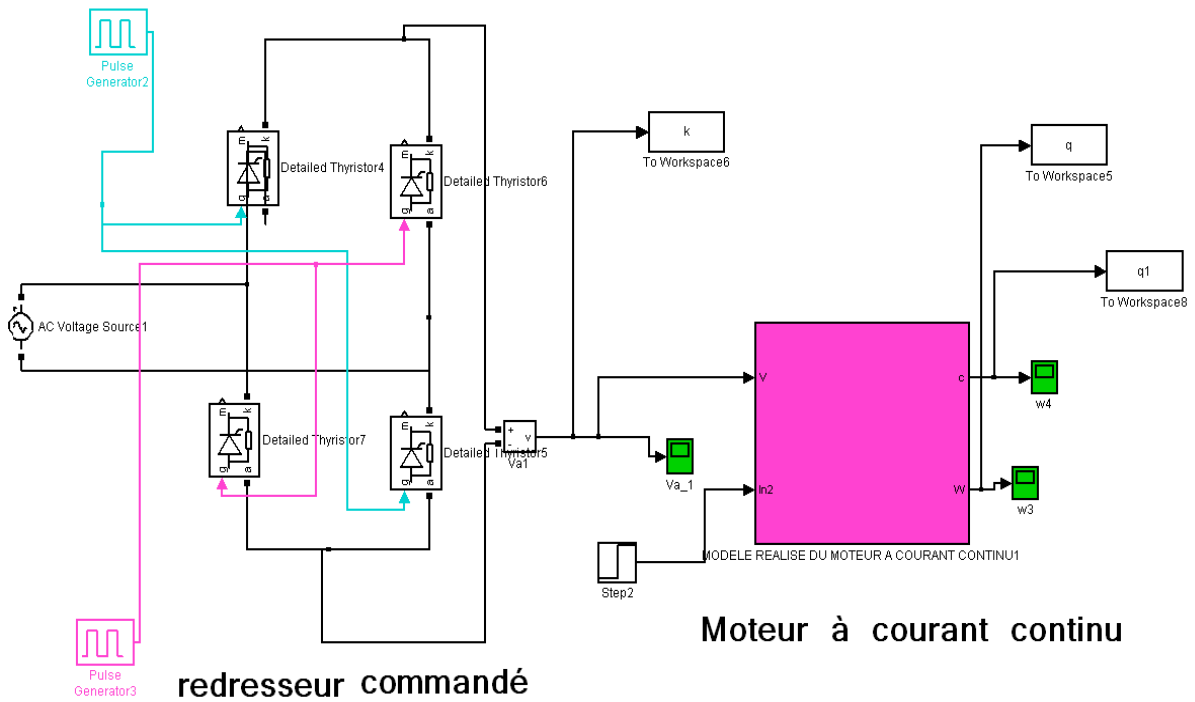 Pulse
Generator2
m
k
g
a
Detailed Thyristor4
m
k
g
a
Detailed Thyristor6
k
To Workspace6
q
To Workspace5
q1
To Workspace8
AC Voltage Source1
m
k
g
a
Detailed Thyristor7
m
k
g
a
Detailed Thyristor5
+
-
v
Va1
Va_1
V
In2
c
W
w4
w3
MODELE REALISE DU MOTEUR A COURANT CONTINU1
Step2
Moteur à courant continu
Pulse
Generator3
redresseur commandé